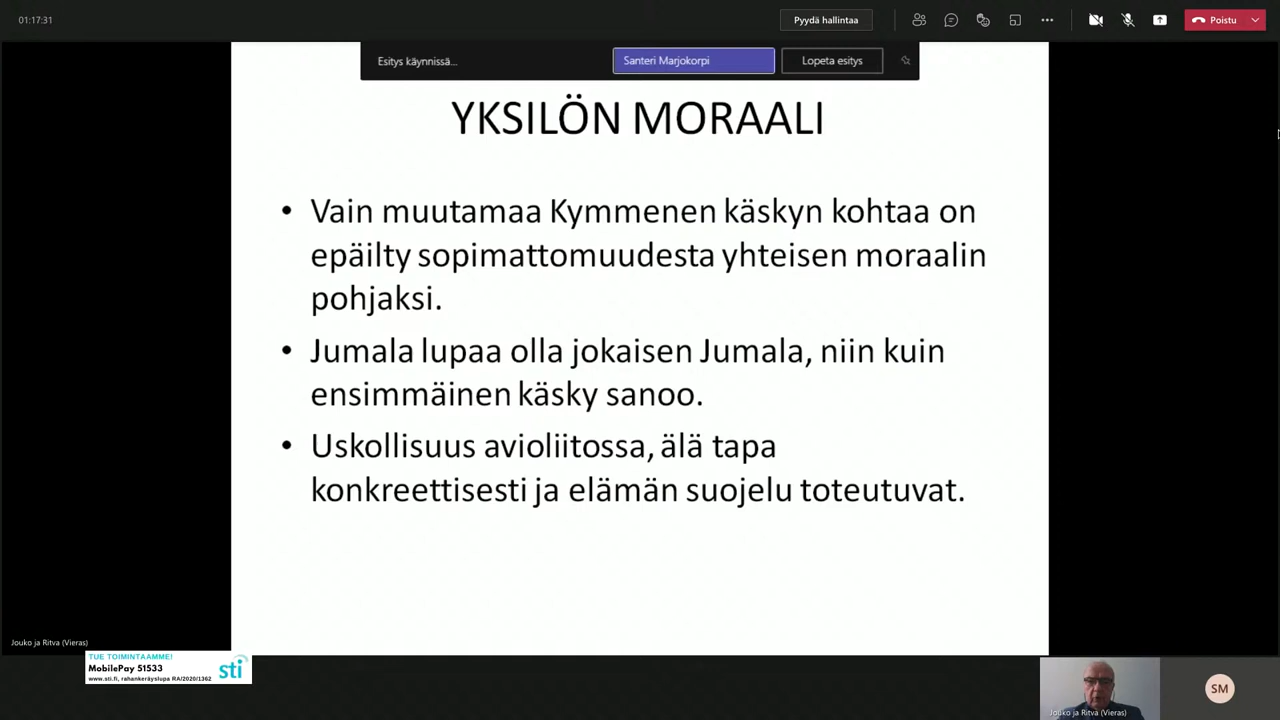 01:17:31
Pyydä hallintaa
Poistu
Esitys käynnissä...
Santeri Marjokorpi
Lopeta esitys
YKSILÖN MORAALI
• Vain muutamaa Kymmenen käskyn kohtaa on
epäilty sopimattomuudesta yhteisen moraalin
pohjaksi.
• Jumala lupaa olla jokaisen Jumala, niin kuin
ensimmäinen käsky sanoo.
• Uskollisuus avioliitossa, älä tapa
konkreettisesti ja elämän suojelu toteutuvat.
Jouko ja Ritva (Vieras)
TUE TOIMINTAAMME!
MobilePay 51533
www.sti.fi, rahankeräyslupa RA/2020/1362
sti
SM
Jouko ja Ritva (Vieras)